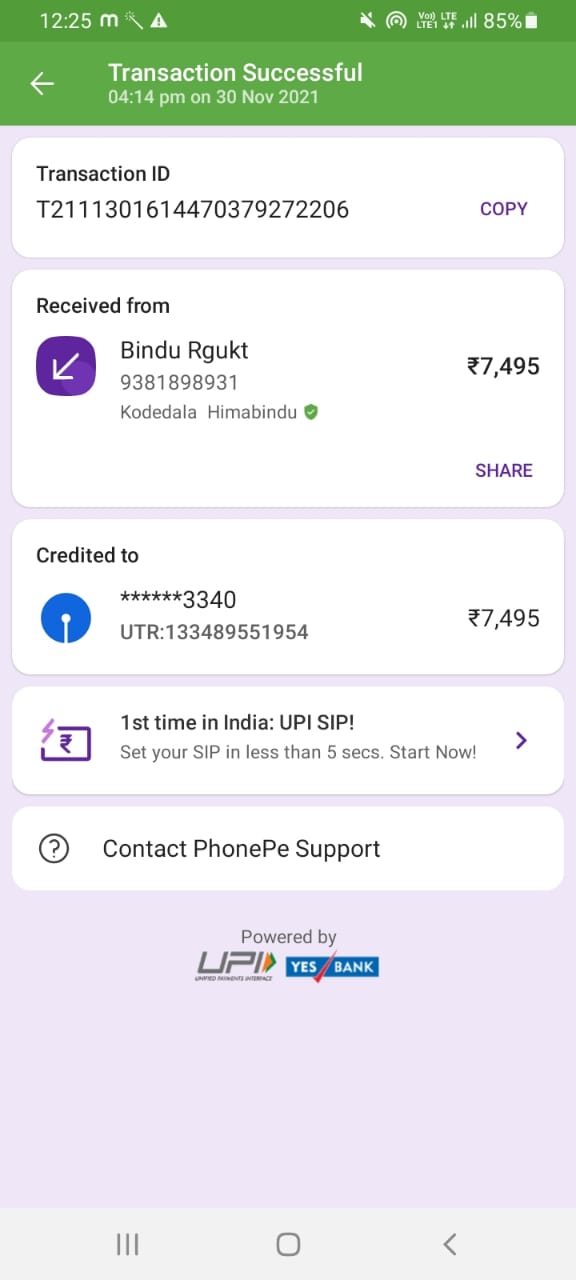 12:25 m Vo) LTE 85%
LTE1
Transaction Successful
04:14 pm on 30 Nov 2021
Transaction ID
T2111301614470379272206
COPY
Received from
Bindu Rgukt
₹7,495
9381898931
Kodedala Himabindu
SHARE
Credited to
******3340
₹7,495
UTR:133489551954
1st time in India: UPI SIP!
₹
Set your SIP in less than 5 secs. Start Now!
? Contact PhonePe Support
Powered by
UPI YES BANK
UNIFIED PAYMENTS INTERFACE